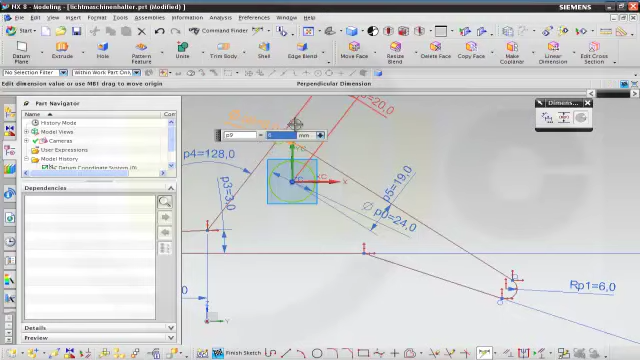 NX 8 - Modeling - [lichtmaschinenhalter.prt (Modified) ]
SIEMENS
File Edit View Insert Format Tools Assemblies Information Analysis Preferences Window Help
Start
Command Finder
Datum Plane
Extrude
Hole
Unite
Trim Body
Shell
Edge Blend
Move Face
Delete Face
Copy Face
Make Coplanar
Linear Dimension
Edit Cross Section
No Selection Filter
Within Work Part Only
Edit dimension value or use MB1 drag to move origin
Perpendicular Dimension
Part Navigator
Name
History Mode
Model Views
Cameras
User Expressions
Model History
Datum Coordinate System (0)
Dependencies
Details
Preview
Dimens...
p9 = 6 mm
=20,0
p4=128,0
p3=3,0
p5=19,0
Ø p0=24,0
Rp1=6,0
YC
XC
X
Y
Finish Sketch